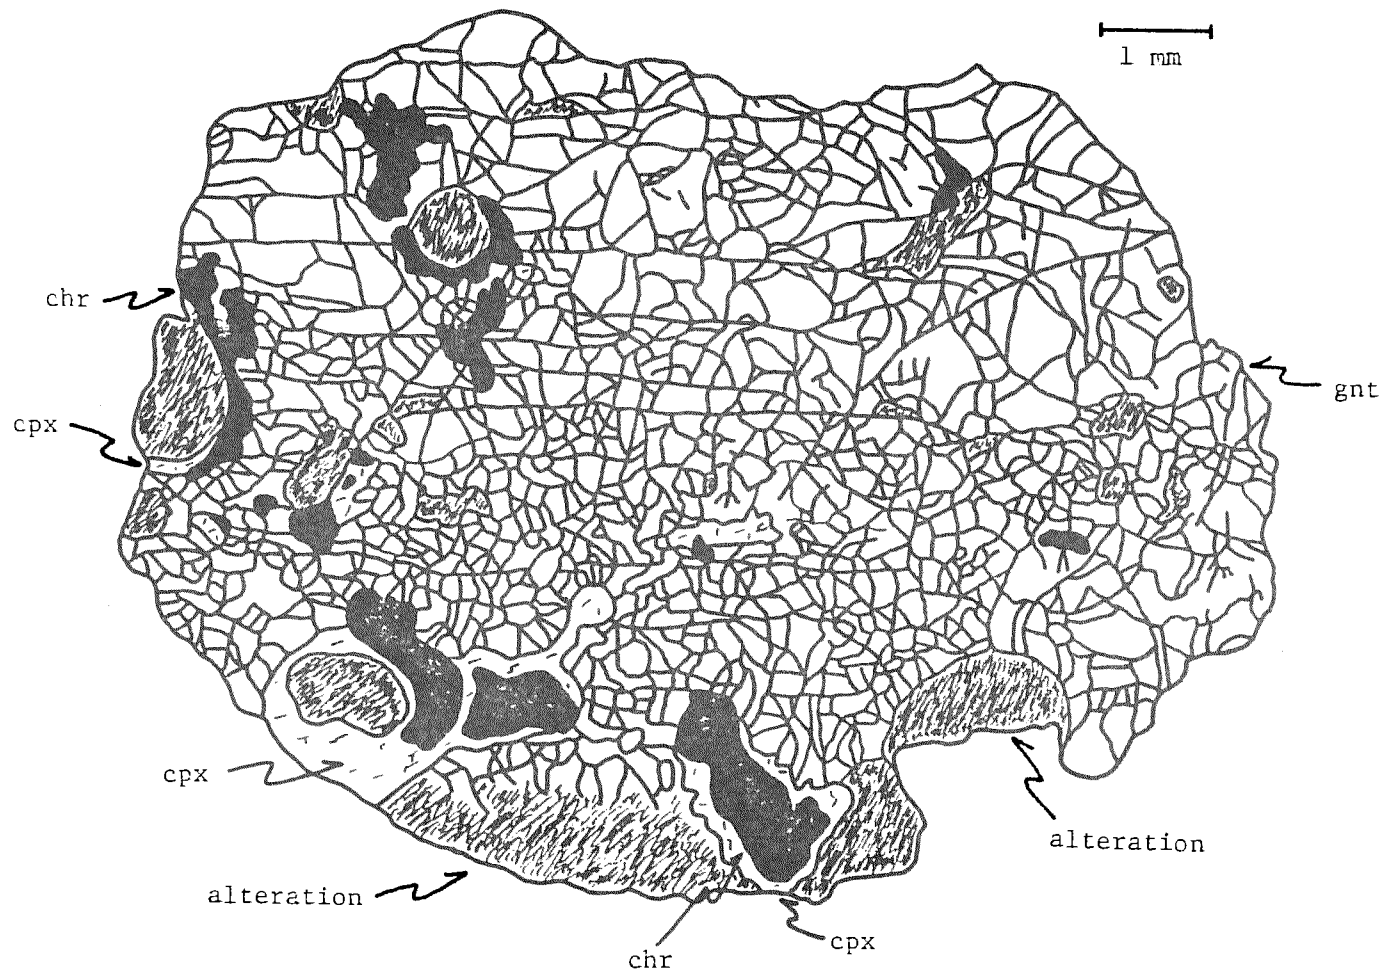 1 mm
chr
gnt
cpx
cpx
alteration
alteration
cpx
chr